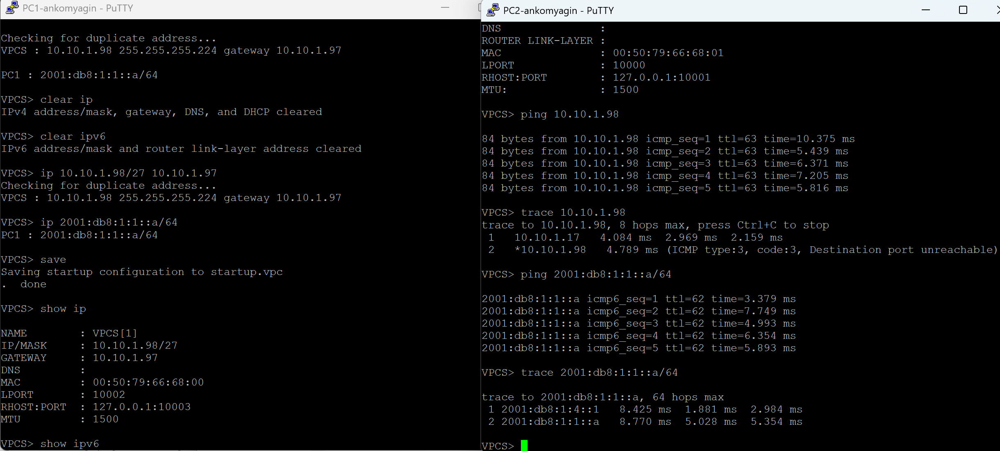 PC1-ankomyagin - PuTTY
Checking for duplicate address...
VPCS : 10.10.1.98 255.255.255.224 gateway 10.10.1.97
PC1 : 2001:db8:1:1::a/64
VPCS> clear ip
IPv4 address/mask, gateway, DNS, and DHCP cleared
VPCS> clear ipv6
IPv6 address/mask and router link-layer address cleared
VPCS> ip 10.10.1.98/27 10.10.1.97
Checking for duplicate address...
VPCS : 10.10.1.98 255.255.255.224 gateway 10.10.1.97
VPCS> ip 2001:db8:1:1::a/64
PC1 : 2001:db8:1:1::a/64
VPCS> save
Saving startup configuration to startup.vpc
.  done
VPCS> show ip
NAME        : VPCS[1]
IP/MASK     : 10.10.1.98/27
GATEWAY     : 10.10.1.97
DNS         :
MAC         : 00:50:79:66:68:00
LPORT       : 10002
RHOST:PORT  : 127.0.0.1:10003
MTU         : 1500
VPCS> show ipv6
PC2-ankomyagin - PuTTY
DNS               :
ROUTER LINK-LAYER :
MAC               : 00:50:79:66:68:01
LPORT             : 10000
RHOST:PORT        : 127.0.0.1:10001
MTU:              : 1500
VPCS> ping 10.10.1.98
84 bytes from 10.10.1.98 icmp_seq=1 ttl=63 time=10.375 ms
84 bytes from 10.10.1.98 icmp_seq=2 ttl=63 time=5.439 ms
84 bytes from 10.10.1.98 icmp_seq=3 ttl=63 time=6.371 ms
84 bytes from 10.10.1.98 icmp_seq=4 ttl=63 time=7.205 ms
84 bytes from 10.10.1.98 icmp_seq=5 ttl=63 time=5.816 ms
VPCS> trace 10.10.1.98
trace to 10.10.1.98, 8 hops max, press Ctrl+C to stop
 1   10.10.1.17   4.084 ms  2.969 ms  2.159 ms
 2   *10.10.1.98   4.789 ms (ICMP type:3, code:3, Destination port unreachable)
VPCS> ping 2001:db8:1:1::a/64
2001:db8:1:1::a icmp6_seq=1 ttl=62 time=3.379 ms
2001:db8:1:1::a icmp6_seq=2 ttl=62 time=7.749 ms
2001:db8:1:1::a icmp6_seq=3 ttl=62 time=4.993 ms
2001:db8:1:1::a icmp6_seq=4 ttl=62 time=6.354 ms
2001:db8:1:1::a icmp6_seq=5 ttl=62 time=5.893 ms
VPCS> trace 2001:db8:1:1::a/64
trace to 2001:db8:1:1::a, 64 hops max
 1 2001:db8:1:4::1   8.425 ms  1.881 ms  2.984 ms
 2 2001:db8:1:1::a   8.770 ms  5.028 ms  5.354 ms
VPCS>